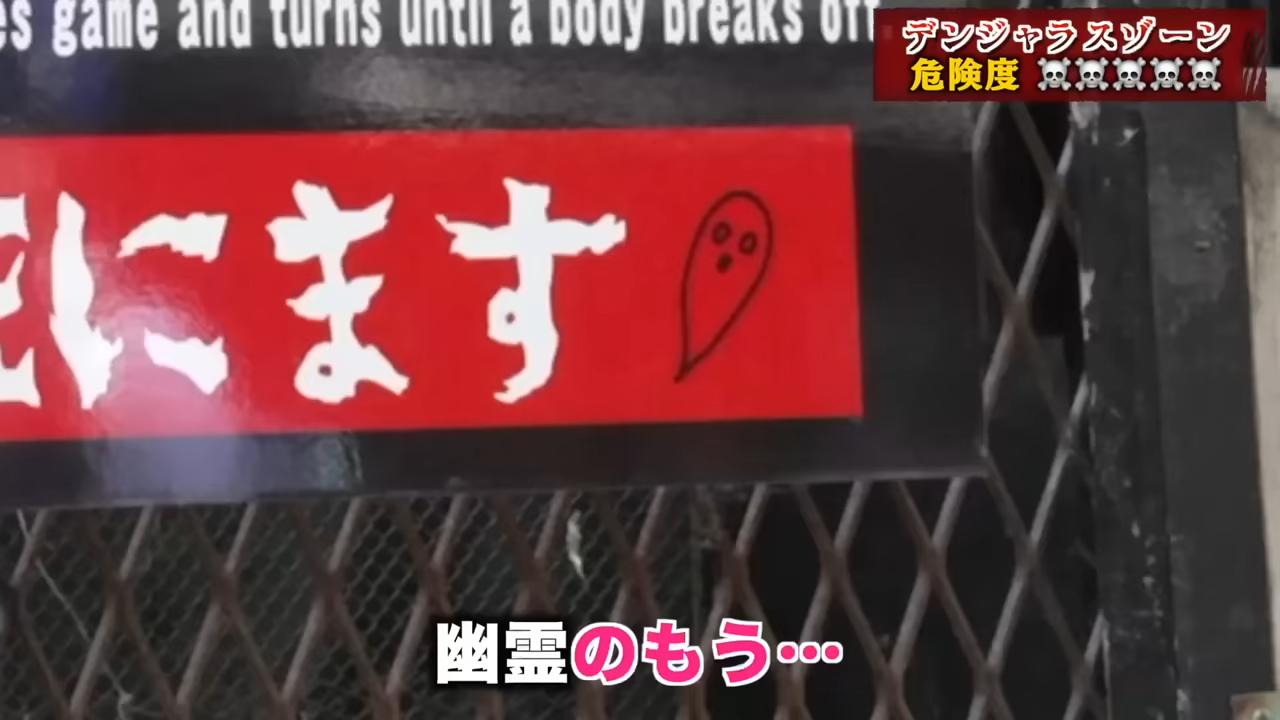 es game and turns until a body breaks off
デンジャラスゾーン
危険度 ☠☠☠☠☠
にます
幽霊のもう…